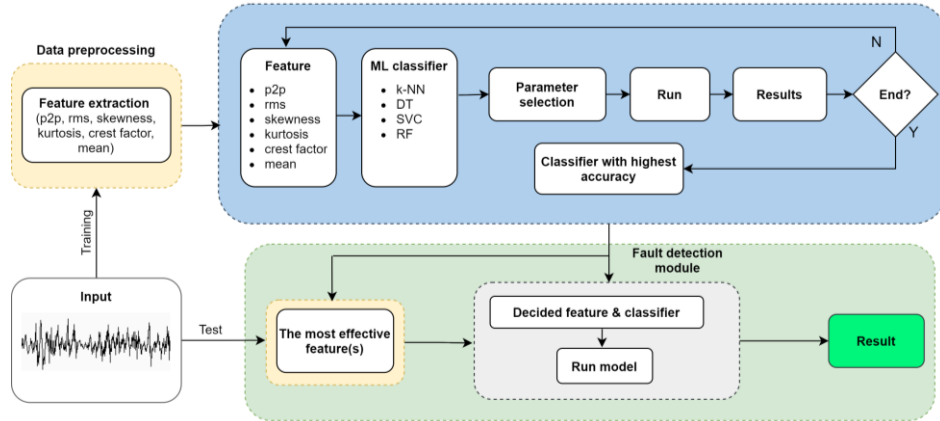 Data preprocessing
Feature extraction
(p2p, rms, skewness,
kurtosis, crest factor,
mean)
Training
Input
Test
Feature
• p2p
• rms
• skewness
• kurtosis
• crest factor
• mean
ML classifier
• k-NN
• DT
• SVC
• RF
Parameter
selection
Run
Results
End?
N
Y
Classifier with highest
accuracy
Fault detection
module
The most effective
feature(s)
Decided feature & classifier
Run model
Result